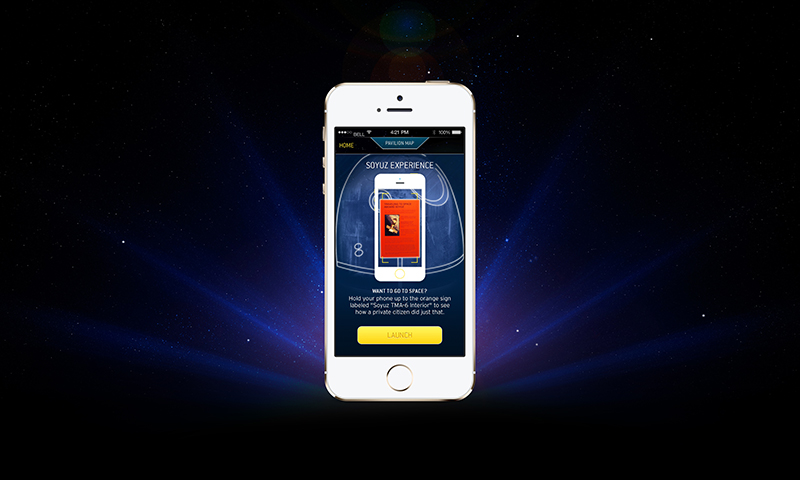 ●●●○○ BELL 4:21 PM 100%
HOME PAVILION MAP
SOYUZ EXPERIENCE
8
WANT TO GO TO SPACE?
Hold your phone up to the orange sign
labeled "Soyuz TMA-6 Interior" to see
how a private citizen did just that.
LAUNCH